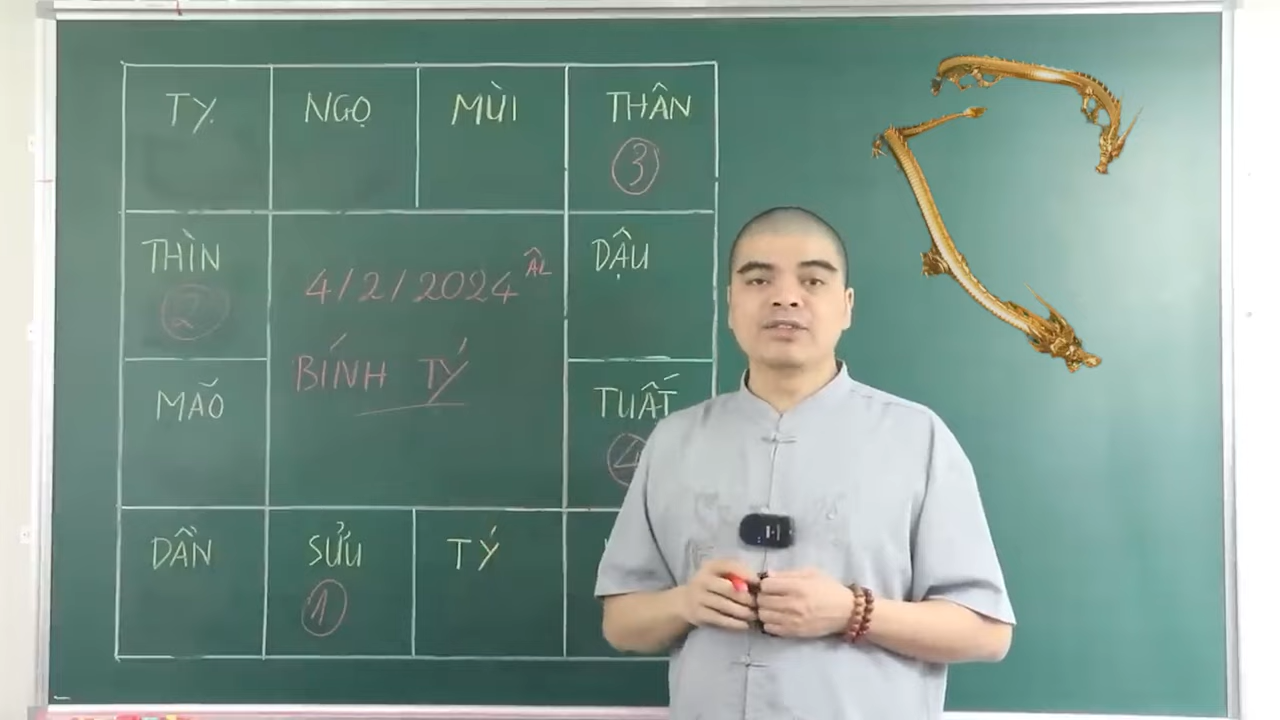 TỴ
NGỌ
MÙI
THÂN
③
THÌN
②
4/2/2024 ÂL
DẬU
BÍNH TÝ
MÃO
TUẤT
④
DẦN
SỬU
TÝ
①